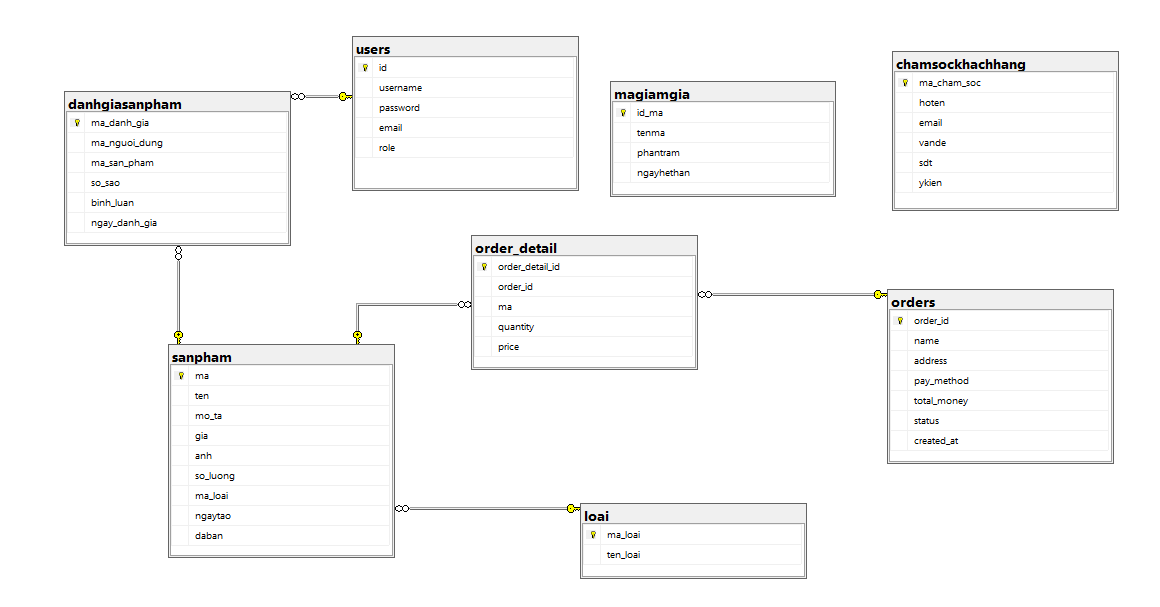 users
id
username
password
email
role
danhgiasanpham
ma_danh_gia
ma_nguoi_dung
ma_san_pham
so_sao
binh_luan
ngay_danh_gia
magiamgia
id_ma
tenma
phantram
ngayhethan
chamsockhachhang
ma_cham_soc
hoten
email
vande
sdt
ykien
order_detail
order_detail_id
order_id
ma
quantity
price
orders
order_id
name
address
pay_method
total_money
status
created_at
sanpham
ma
ten
mo_ta
gia
anh
so_luong
ma_loai
ngaytao
daban
loai
ma_loai
ten_loai